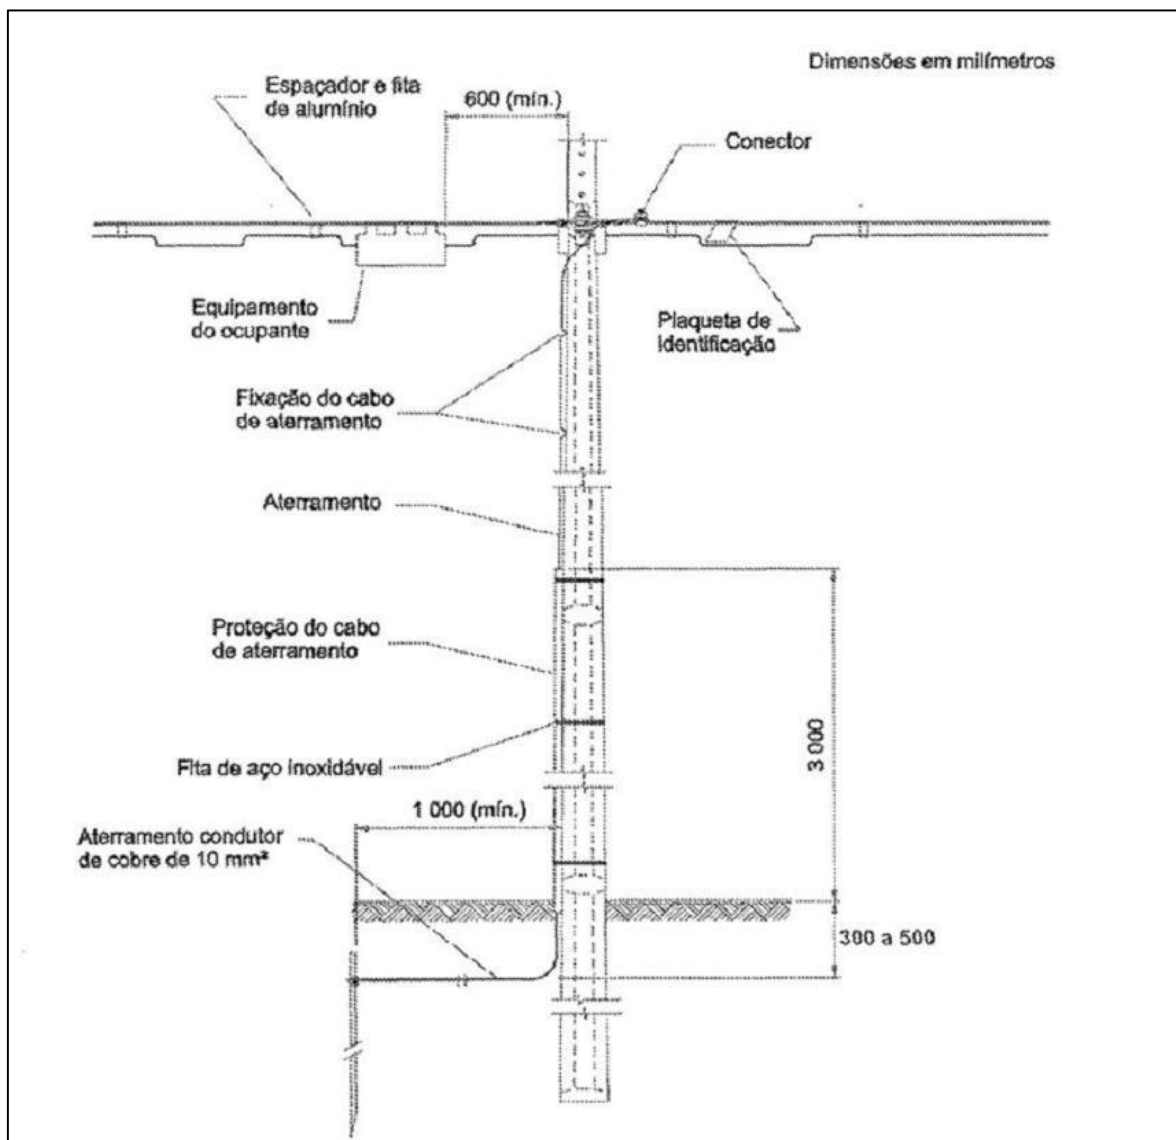 Dimensões em milímetros
Espaçador e fita
de alumínio
600 (mín.)
Conector
Equipamento
do ocupante
Plaqueta de
identificação
Fixação do cabo
de aterramento
Aterramento
Proteção do cabo
de aterramento
3 000
Fita de aço inoxidável
1 000 (mín.)
Aterramento condutor
de cobre de 10 mm²
300 a 500